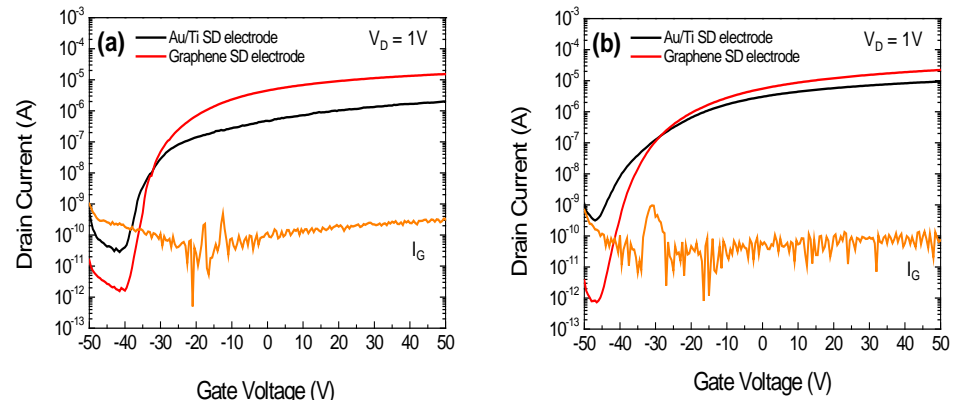 (a)
Au/Ti SD electrode
Graphene SD electrode
V_D = 1V
10^-3
10^-4
10^-5
10^-6
10^-7
10^-8
10^-9
10^-10
10^-11
10^-12
10^-13
Drain Current (A)
I_G
-50 -40 -30 -20 -10 0 10 20 30 40 50
Gate Voltage (V)
(b)
Au/Ti SD electrode
Graphene SD electrode
V_D = 1V
10^-3
10^-4
10^-5
10^-6
10^-7
10^-8
10^-9
10^-10
10^-11
10^-12
10^-13
Drain Current (A)
I_G
-50 -40 -30 -20 -10 0 10 20 30 40 50
Gate Voltage (V)